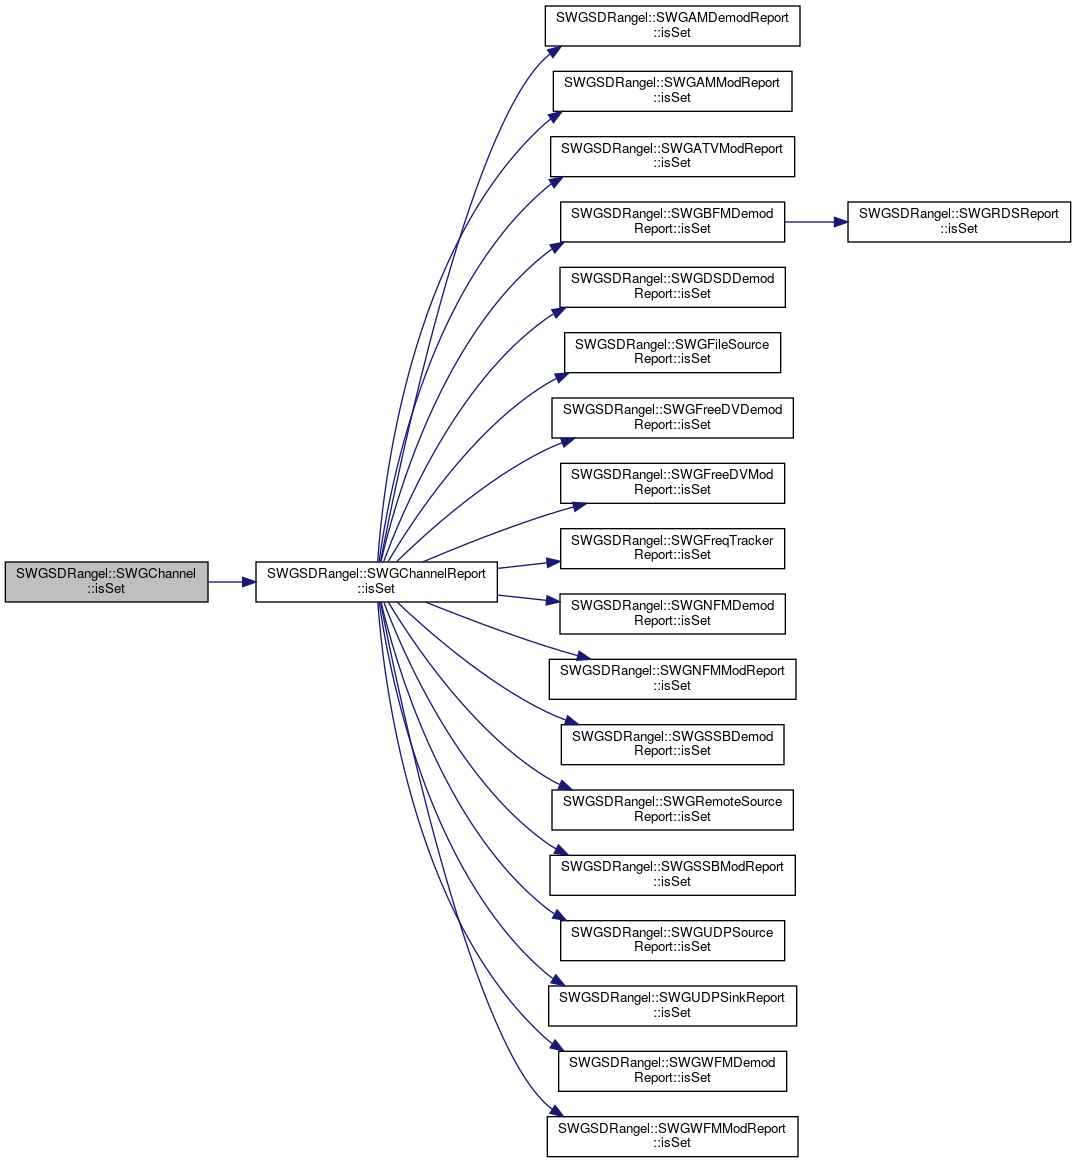 SWGSDRangel::SWGAMDemodReport
::isSet
SWGSDRangel::SWGAMModReport
::isSet
SWGSDRangel::SWGATVModReport
::isSet
SWGSDRangel::SWGBFMDemod
Report::isSet
SWGSDRangel::SWGRDSReport
::isSet
SWGSDRangel::SWGDSDDemod
Report::isSet
SWGSDRangel::SWGFileSource
Report::isSet
SWGSDRangel::SWGFreeDVDemod
Report::isSet
SWGSDRangel::SWGFreeDVMod
Report::isSet
SWGSDRangel::SWGFreqTracker
Report::isSet
SWGSDRangel::SWGChannel
::isSet
SWGSDRangel::SWGChannelReport
::isSet
SWGSDRangel::SWGNFMDemod
Report::isSet
SWGSDRangel::SWGNFMModReport
::isSet
SWGSDRangel::SWGSSBDemod
Report::isSet
SWGSDRangel::SWGRemoteSource
Report::isSet
SWGSDRangel::SWGSSBModReport
::isSet
SWGSDRangel::SWGUDPSource
Report::isSet
SWGSDRangel::SWGUDPSinkReport
::isSet
SWGSDRangel::SWGWFMDemod
Report::isSet
SWGSDRangel::SWGWFMModReport
::isSet